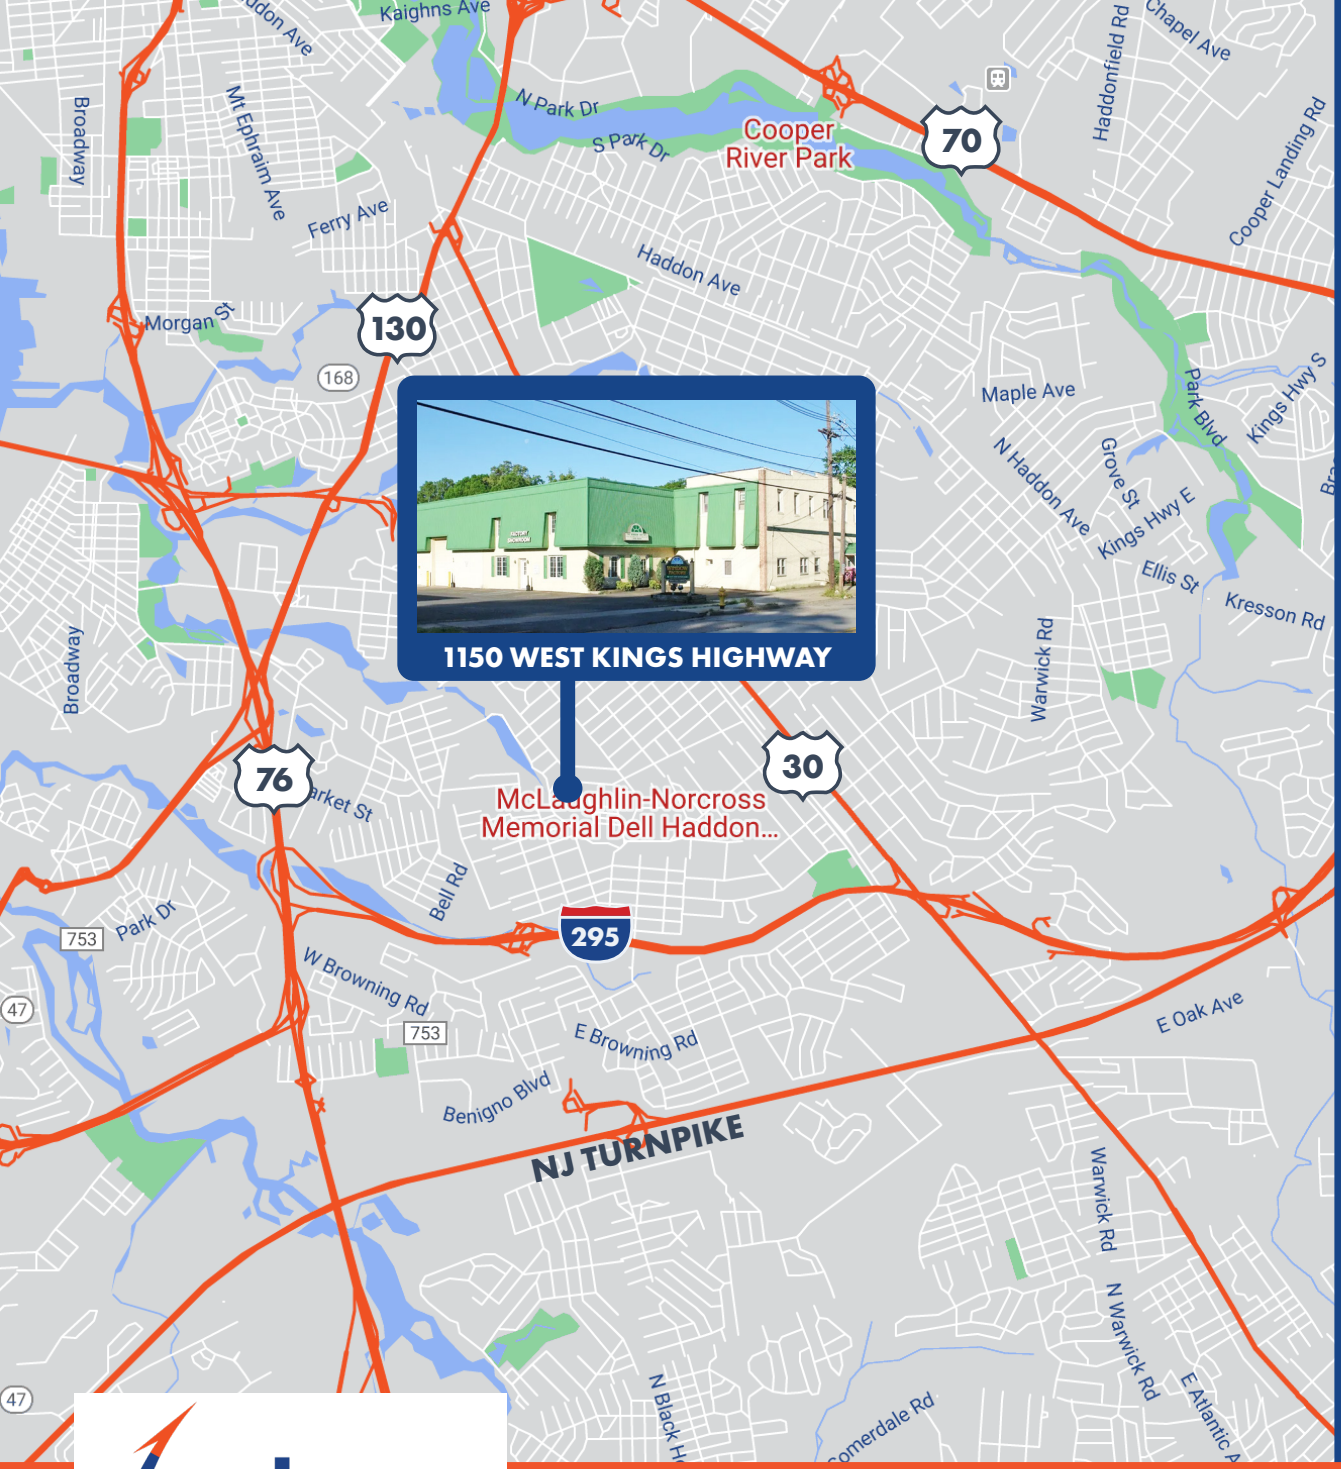 Kaighns Ave
Chapel Ave
Haddonfield Rd
Broadway
Mt Ephraim Ave
N Park Dr
S Park Dr
Cooper
River Park
70
Cooper Landing Rd
Ferry Ave
Haddon Ave
130
Morgan St
168
Maple Ave
Park Blvd
Kings Hwy S
N Haddon Ave
Grove St
Kings Hwy E
Ellis St
Kresson Rd
FACTORY
SHOWROOM
1150 WEST KINGS HIGHWAY
Broadway
Warwick Rd
76
30
McLaughlin-Norcross
Memorial Dell Haddon...
Bell Rd
295
753
Park Dr
W Browning Rd
47
753
E Browning Rd
E Oak Ave
Benigno Blvd
NJ TURNPIKE
Warwick Rd
N Warwick Rd
47
E Atlantic A
Somerdale Rd
N Black Ho